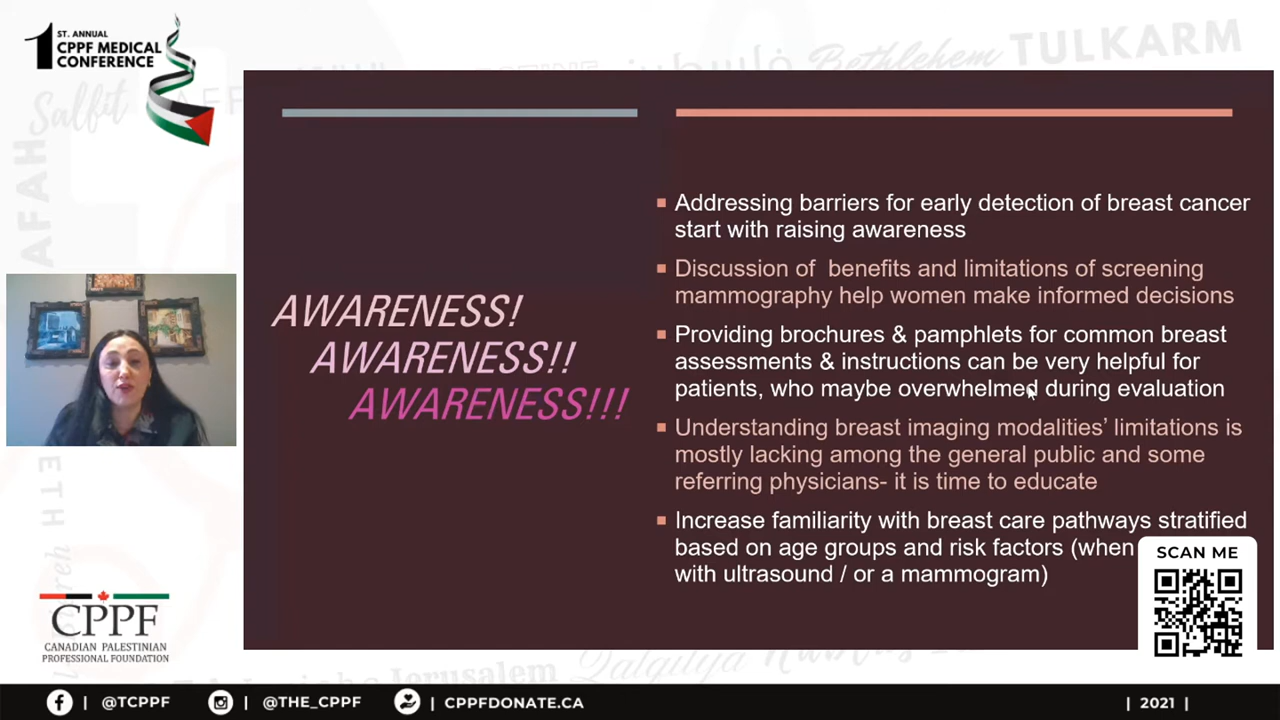 ST. ANNUAL
1 CPPF MEDICAL
CONFERENCE
Salfit
Bethlehem
TULKARM
AWARENESS!
AWARENESS!!
AWARENESS!!!
Addressing barriers for early detection of breast cancer
start with raising awareness
Discussion of  benefits and limitations of screening
mammography help women make informed decisions
Providing brochures & pamphlets for common breast
assessments & instructions can be very helpful for
patients, who maybe overwhelmed during evaluation
Understanding breast imaging modalities’ limitations is
mostly lacking among the general public and some
referring physicians- it is time to educate
Increase familiarity with breast care pathways stratified
based on age groups and risk factors (when
with ultrasound / or a mammogram)
SCAN ME
CPPF
CANADIAN PALESTINIAN
PROFESSIONAL FOUNDATION
Jerusalem
Qalqilya
| @TCPPF
| @THE_CPPF
| CPPFDONATE.CA
| 2021 |